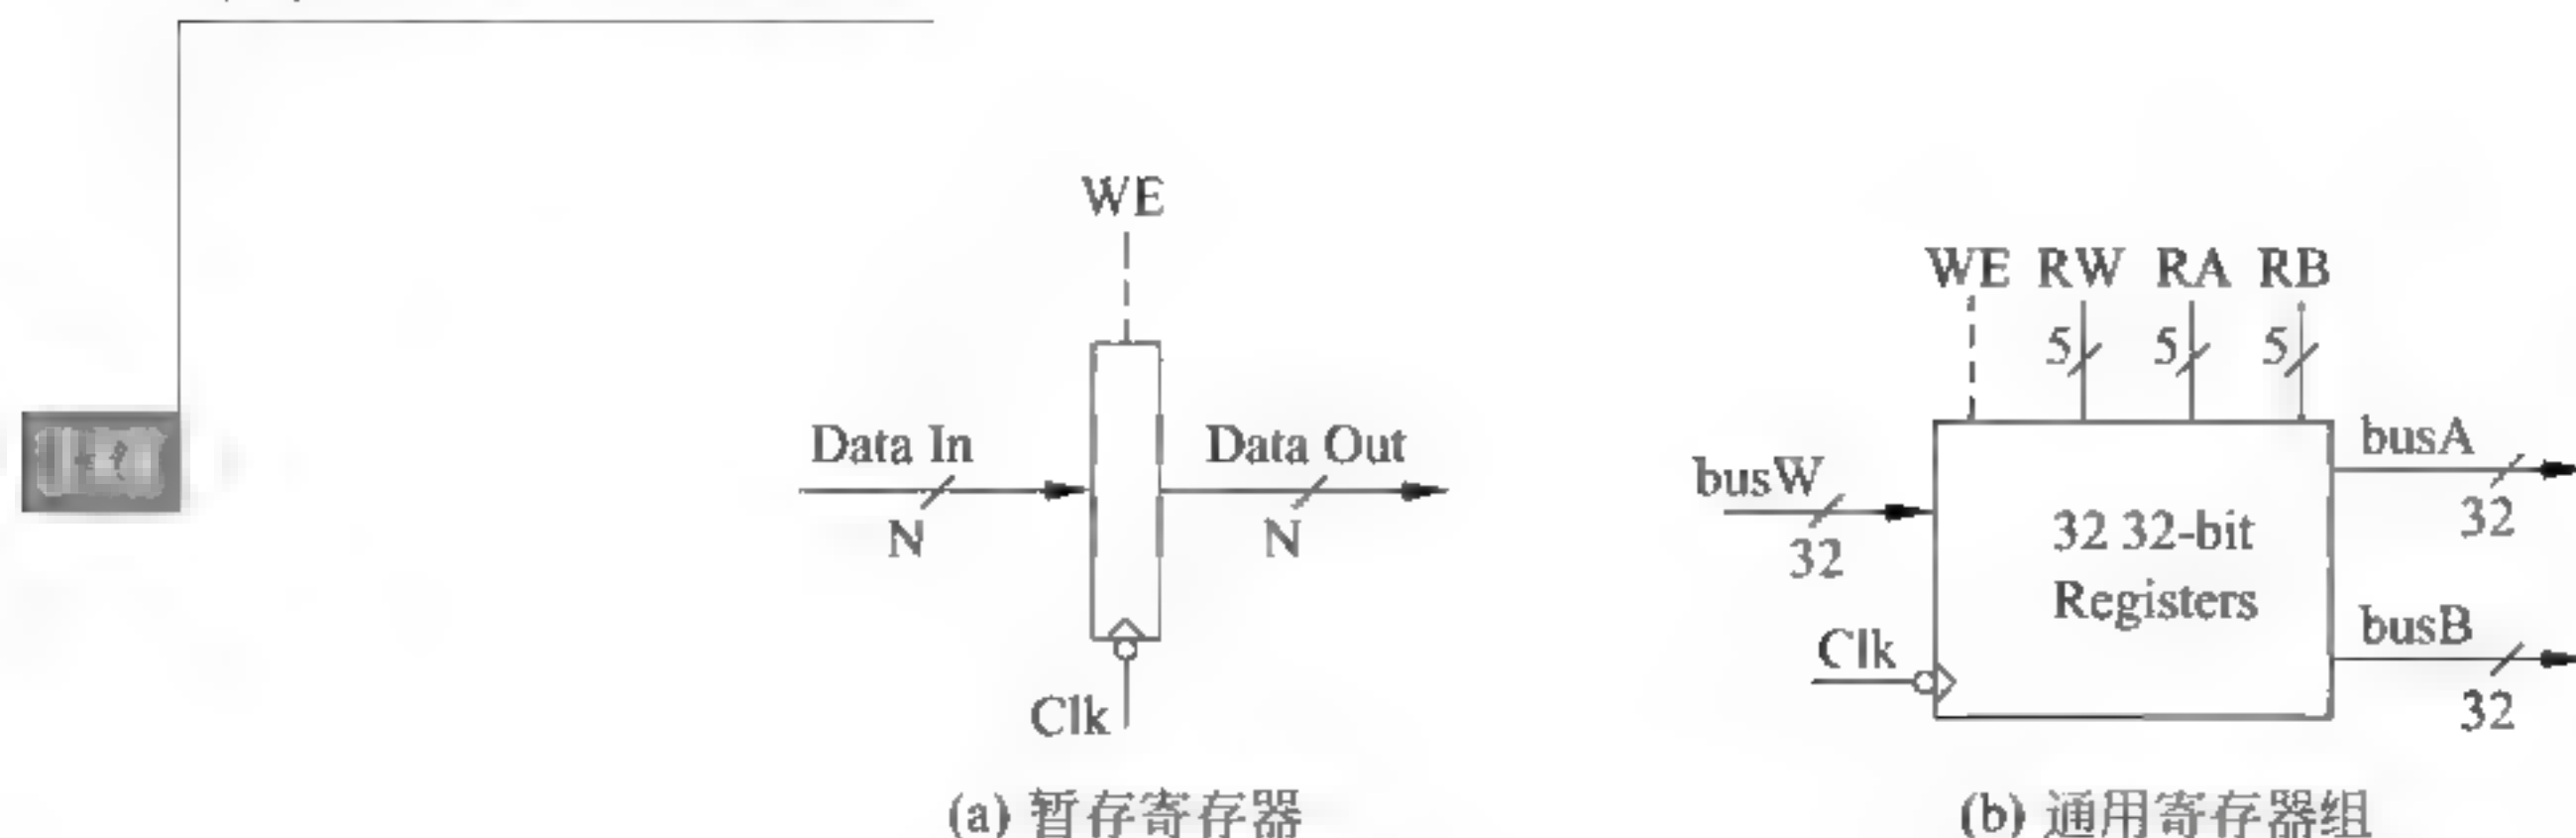 WE
Data In
N
Data Out
N
Clk
(a) 暂存寄存器
WE RW RA RB
5 5 5
busW
32
Clk
32 32-bit
Registers
busA
32
busB
32
(b) 通用寄存器组